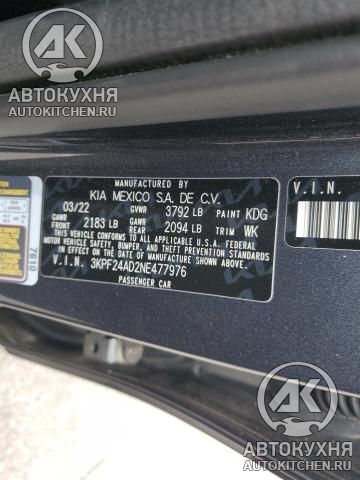 АК
АВТОКУХНЯ
AUTOKITCHEN.RU
MANUFACTURED BY
KIA MEXICO S.A. DE C.V.
03/22 GVWR 3792 LB PAINT KDG
GAWR FRONT 2183 LB GAWR REAR 2094 LB TRIM WK
THIS VEHICLE CONFORMS TO ALL APPLICABLE U.S. FEDERAL
MOTOR VEHICLE SAFETY, BUMPER, AND THEFT PREVENTION
STANDARDS IN EFFECT ON THE DATE OF MANUFACTURE SHOWN ABOVE.
V.I.N. 3KPF24AD2NE477976
PASSENGER CAR
V.I.N.
7610
АК
АВТОКУХНЯ
AUTOKITCHEN.RU